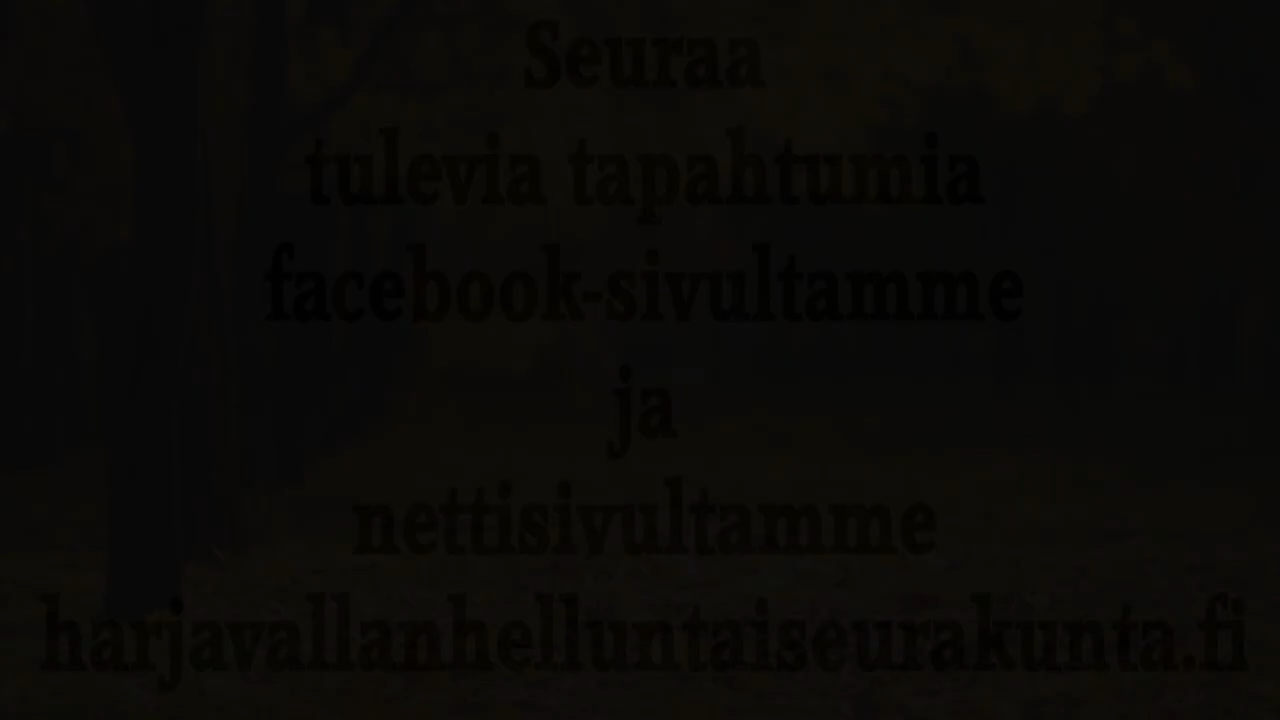 Seuraa
tulevia tapahtumia
facebook-sivultamme
ja
nettisivultamme
harjavallanhelluntaiseurakunta.fi